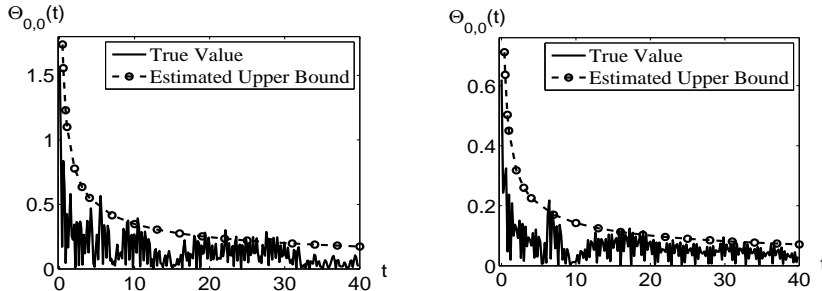 Θ0,0(t)
True Value
Estimated Upper Bound
1.5
1
0.5
0
0 10 20 30 40
t
Θ0,0(t)
True Value
Estimated Upper Bound
0.6
0.4
0.2
0
0 10 20 30 40
t